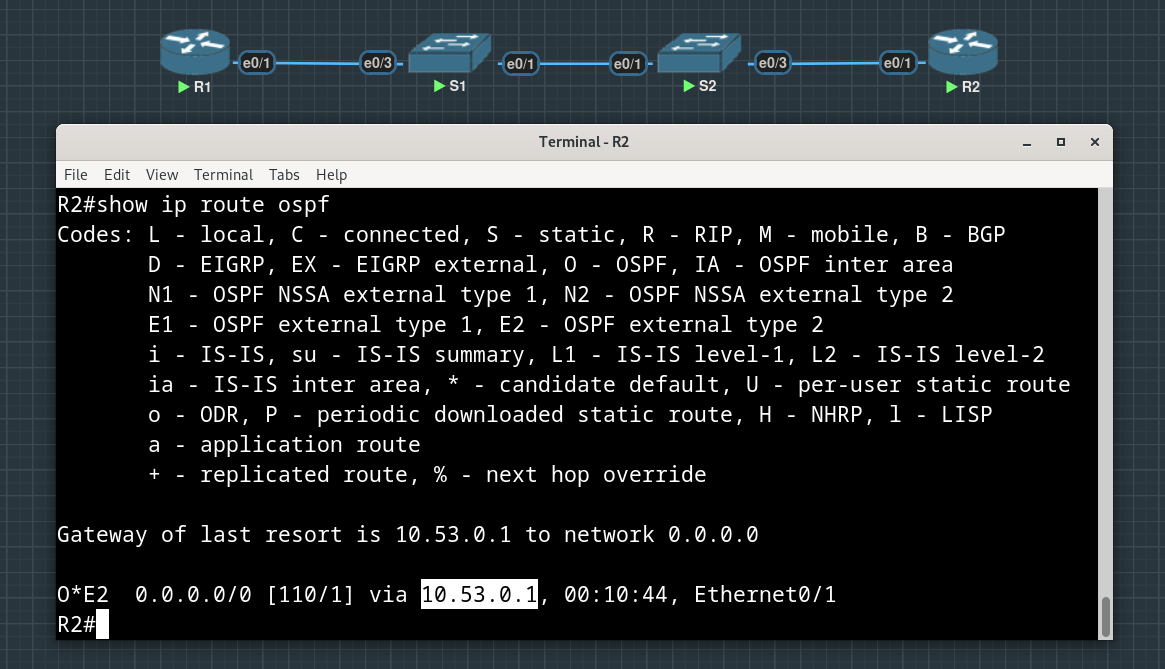 e0/1 e0/3 e0/1 e0/1 e0/3 e0/1
R1 S1 S2 R2
Terminal - R2
File Edit View Terminal Tabs Help
R2#show ip route ospf
Codes: L - local, C - connected, S - static, R - RIP, M - mobile, B - BGP
       D - EIGRP, EX - EIGRP external, O - OSPF, IA - OSPF inter area
       N1 - OSPF NSSA external type 1, N2 - OSPF NSSA external type 2
       E1 - OSPF external type 1, E2 - OSPF external type 2
       i - IS-IS, su - IS-IS summary, L1 - IS-IS level-1, L2 - IS-IS level-2
       ia - IS-IS inter area, * - candidate default, U - per-user static route
       o - ODR, P - periodic downloaded static route, H - NHRP, l - LISP
       a - application route
       + - replicated route, % - next hop override
Gateway of last resort is 10.53.0.1 to network 0.0.0.0
O*E2  0.0.0.0/0 [110/1] via 10.53.0.1, 00:10:44, Ethernet0/1
R2#